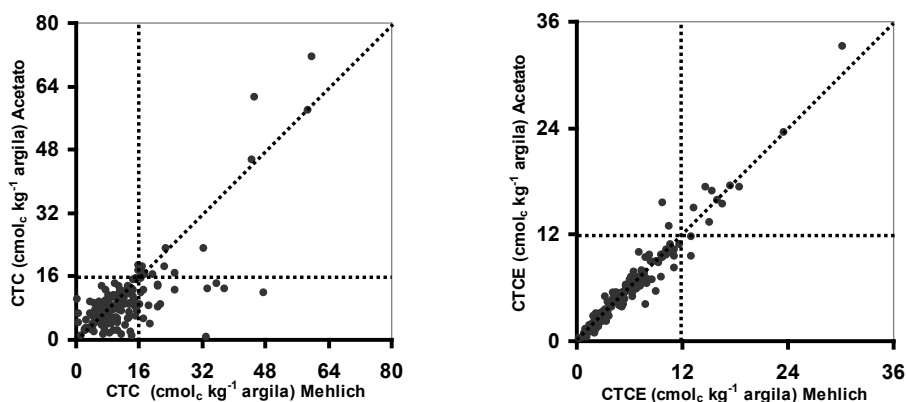 80
64
48
32
16
0
CTC (cmolc kg-1 argila) Acetato
0 16 32 48 64 80
CTC (cmolc kg-1 argila) Mehlich
36
24
12
0
CTCE (cmolc kg-1 argila) Acetato
0 12 24 36
CTCE (cmolc kg-1 argila) Mehlich